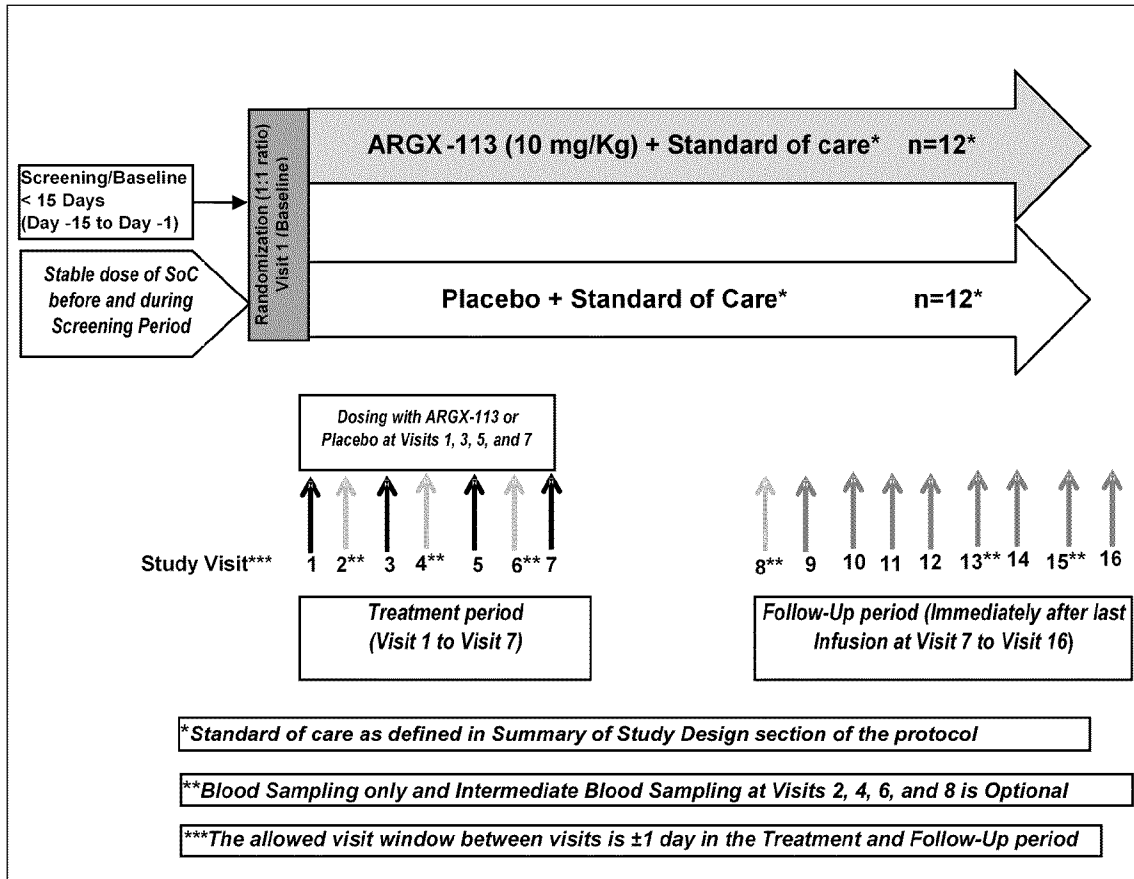 ARGX-113 (10 mg/Kg) + Standard of care* n=12*
Screening/Baseline
< 15 Days
(Day -15 to Day -1)
Randomization (1:1 ratio)
Visit 1 (Baseline)
Stable dose of SoC
before and during
Screening Period
Placebo + Standard of Care* n=12*
Dosing with ARGX-113 or
Placebo at Visits 1, 3, 5, and 7
Study Visit*** 1 2** 3 4** 5 6** 7 8** 9 10 11 12 13** 14 15** 16
Treatment period
(Visit 1 to Visit 7)
Follow-Up period (Immediately after last
Infusion at Visit 7 to Visit 16)
*Standard of care as defined in Summary of Study Design section of the protocol
**Blood Sampling only and Intermediate Blood Sampling at Visits 2, 4, 6, and 8 is Optional
***The allowed visit window between visits is ±1 day in the Treatment and Follow-Up period